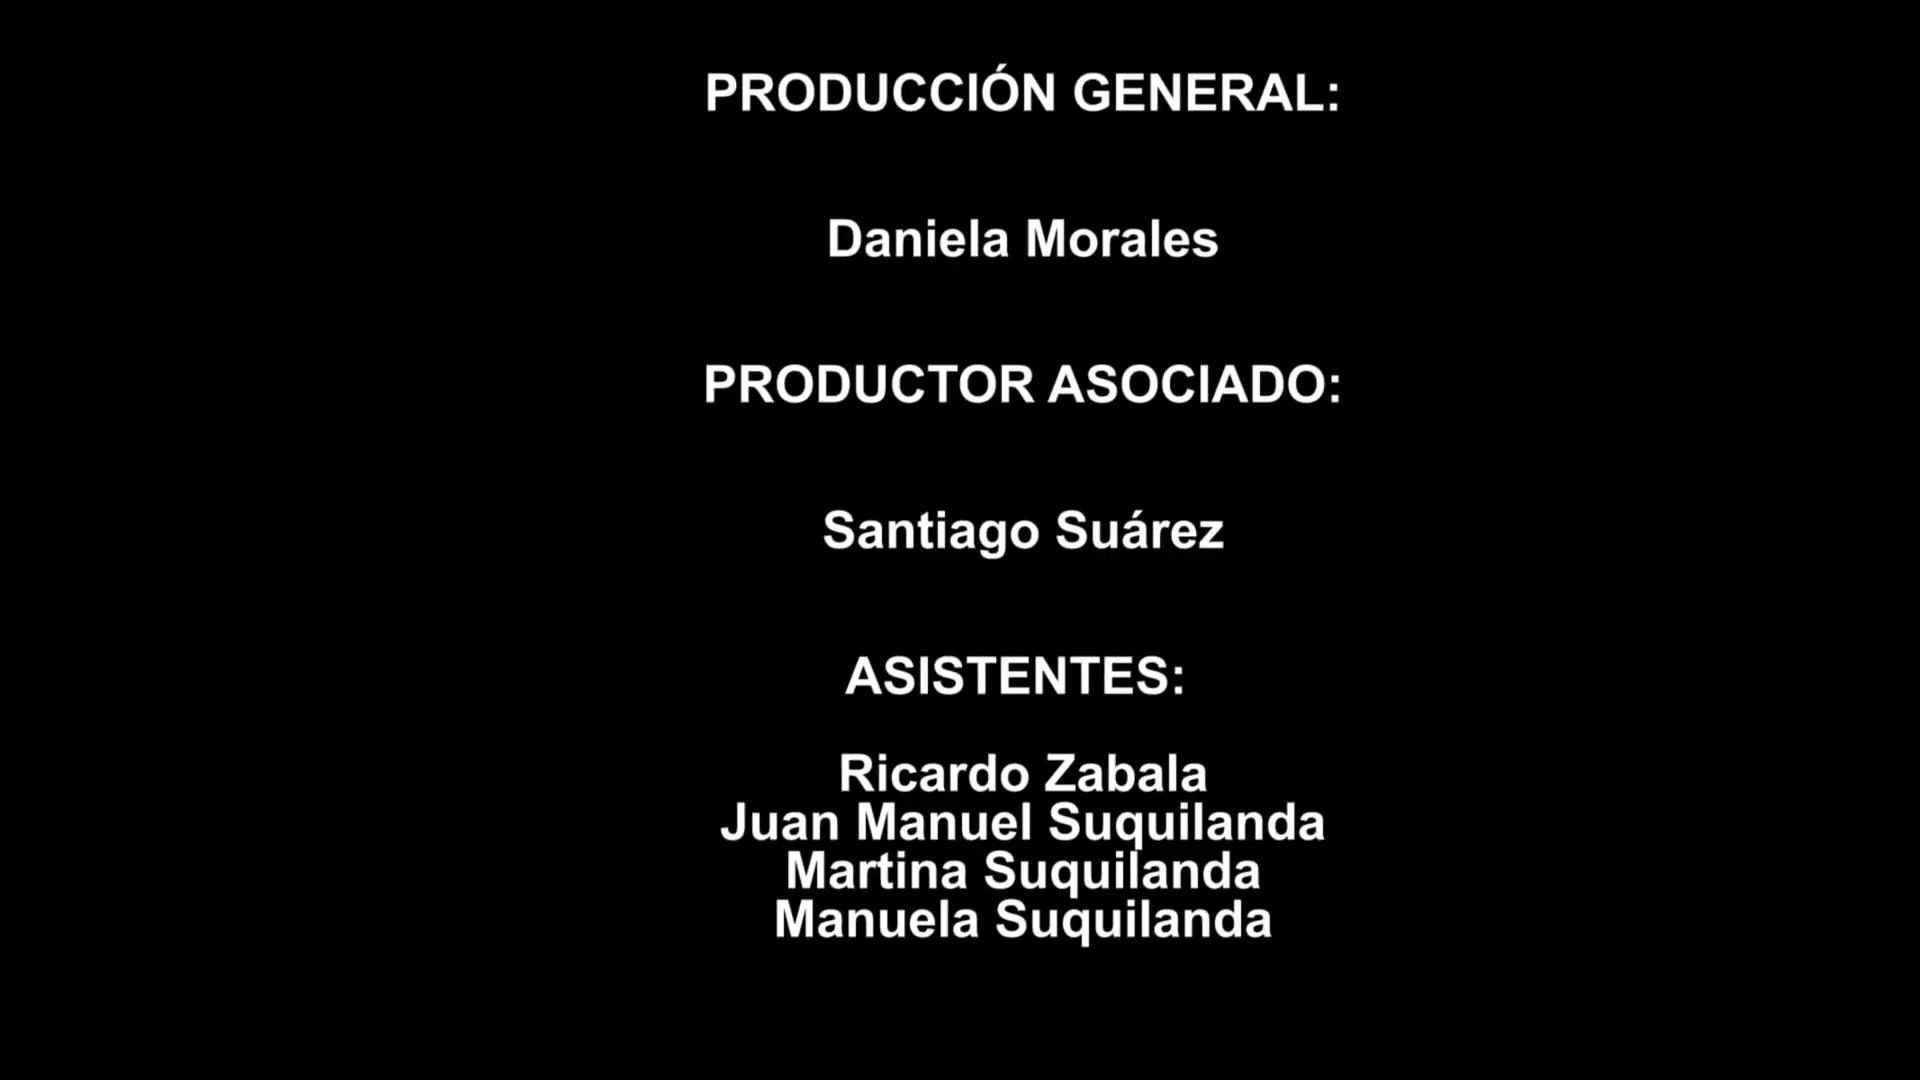 PRODUCCIÓN GENERAL:
Daniela Morales
PRODUCTOR ASOCIADO:
Santiago Suárez
ASISTENTES:
Ricardo Zabala
Juan Manuel Suquilanda
Martina Suquilanda
Manuela Suquilanda